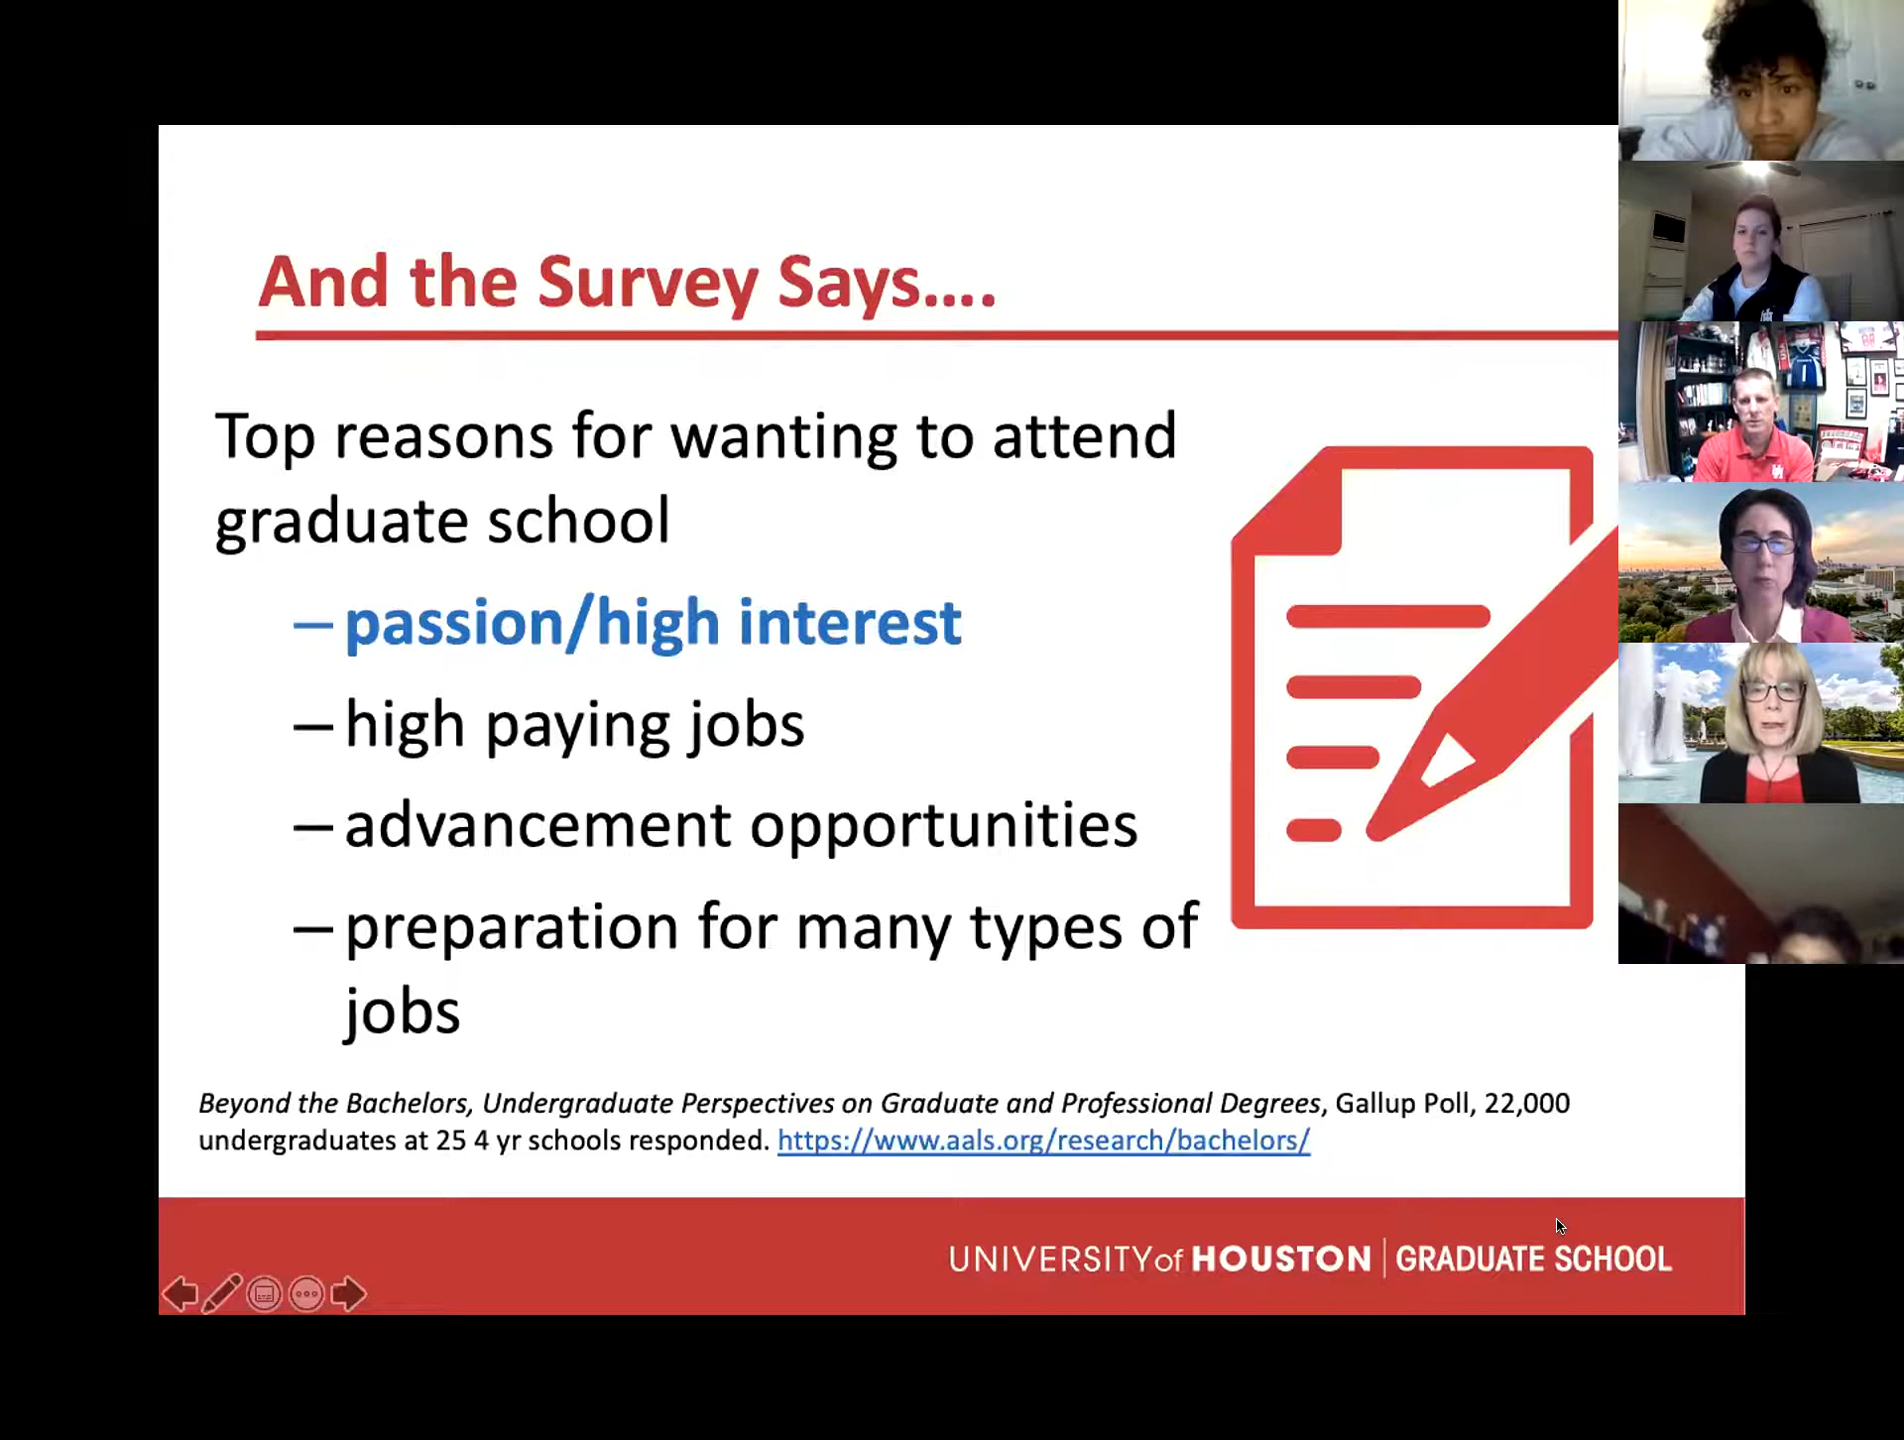 And the Survey Says....
Top reasons for wanting to attend
graduate school
– passion/high interest
– high paying jobs
– advancement opportunities
– preparation for many types of
jobs
Beyond the Bachelors, Undergraduate Perspectives on Graduate and Professional Degrees, Gallup Poll, 22,000
undergraduates at 25 4 yr schools responded. https://www.aals.org/research/bachelors/
UNIVERSITY of HOUSTON | GRADUATE SCHOOL